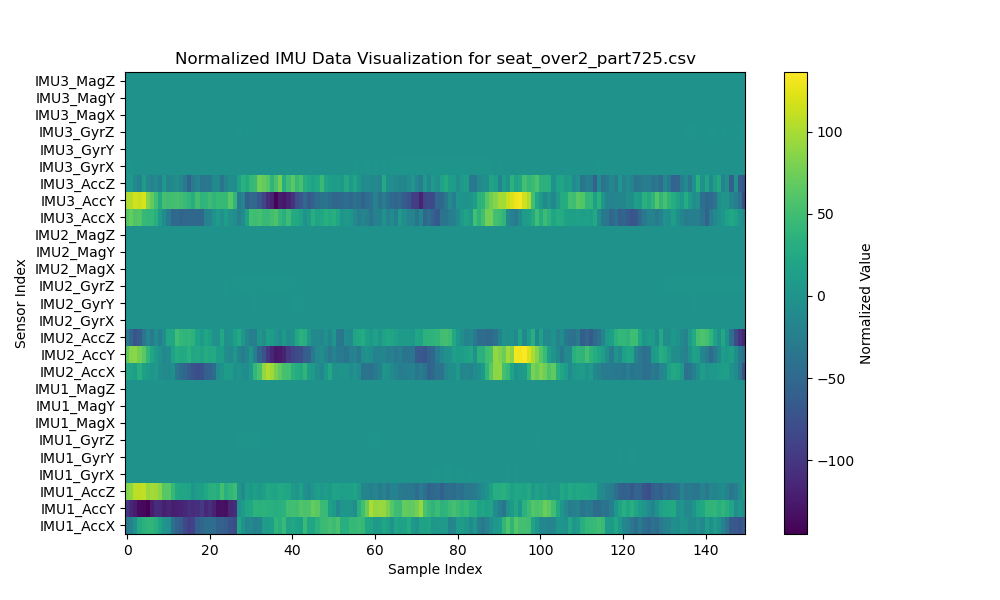 Normalized IMU Data Visualization for seat_over2_part725.csv
IMU3_MagZ
IMU3_MagY
IMU3_MagX
IMU3_GyrZ
IMU3_GyrY
IMU3_GyrX
IMU3_AccZ
IMU3_AccY
IMU3_AccX
IMU2_MagZ
IMU2_MagY
IMU2_MagX
IMU2_GyrZ
IMU2_GyrY
IMU2_GyrX
IMU2_AccZ
IMU2_AccY
IMU2_AccX
IMU1_MagZ
IMU1_MagY
IMU1_MagX
IMU1_GyrZ
IMU1_GyrY
IMU1_GyrX
IMU1_AccZ
IMU1_AccY
IMU1_AccX
Sensor Index
0 20 40 60 80 100 120 140
Sample Index
100
50
0
−50
−100
Normalized Value